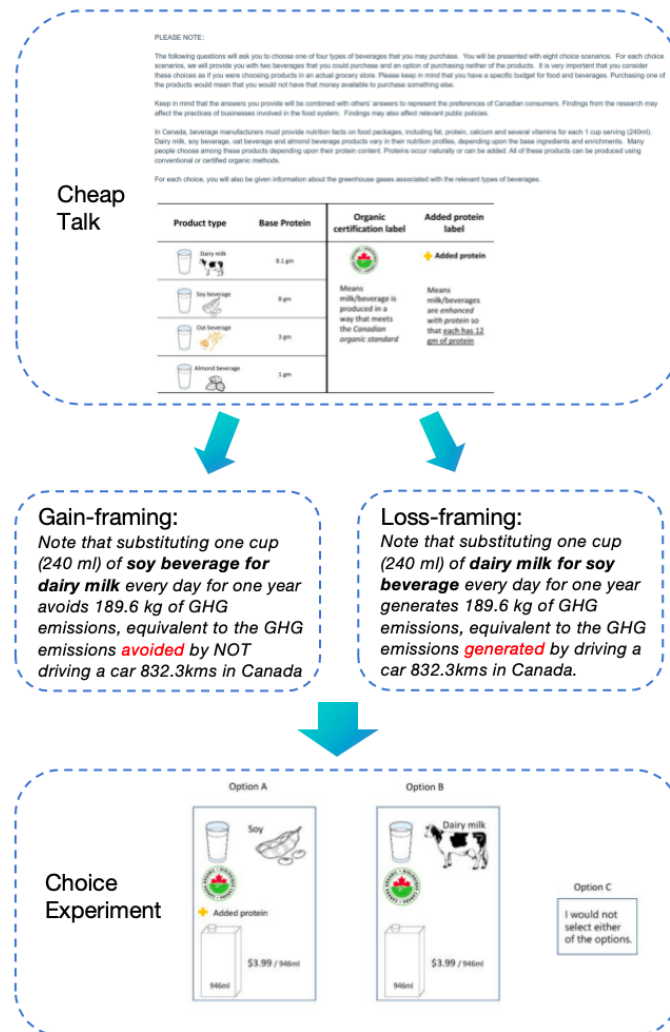 PLEASE NOTE:
The following questions will ask you to choose one of four types of beverages that you may purchase. You will be presented with eight choice scenarios. For each choice
scenarios, we will provide you with two beverages that you could purchase and an option of purchasing neither of the products. It is very important that you consider
these choices as if you were choosing products in an actual grocery store. Please keep in mind that you have a specific budget for food and beverages. Purchasing one of
the products would mean that you would not have that money available to purchase something else.
Keep in mind that the answers you provide will be combined with others' answers to represent the preferences of Canadian consumers. Findings from the research may
affect the practices of businesses involved in the food system. Findings may also affect relevant public policies.
In Canada, beverage manufacturers must provide nutrition facts on food packages, including fat, protein, calcium and several vitamins for each 1 cup serving (240ml).
Dairy milk, soy beverage, oat beverage and almond beverage products vary in their nutrition profiles, depending upon the base ingredients and enrichments. Many
people choose among these products depending upon their protein content. Proteins occur naturally or can be added. All of these products can be produced using
conventional or certified organic methods.
For each choice, you will also be given information about the greenhouse gases associated with the relevant types of beverages.
Cheap
Talk
Product type
Base Protein
Organic
certification label
Added protein
label
Dairy milk
8.1 gm
Soy beverage
8 gm
Oat beverage
3 gm
Almond beverage
1 gm
Means
milk/beverage is
produced in a
way that meets
the Canadian
organic standard
Added protein
Means
milk/beverages
are enhanced
with protein so
that each has 12
gm of protein
Gain-framing:
Note that substituting one cup
(240 ml) of soy beverage for
dairy milk every day for one year
avoids 189.6 kg of GHG
emissions, equivalent to the GHG
emissions avoided by NOT
driving a car 832.3kms in Canada
Loss-framing:
Note that substituting one cup
(240 ml) of dairy milk for soy
beverage every day for one year
generates 189.6 kg of GHG
emissions, equivalent to the GHG
emissions generated by driving a
car 832.3kms in Canada.
Choice
Experiment
Option A
Soy
Added protein
$3.99 / 946ml
946ml
Option B
Dairy milk
$3.99 / 946ml
946ml
Option C
I would not
select either
of the options.